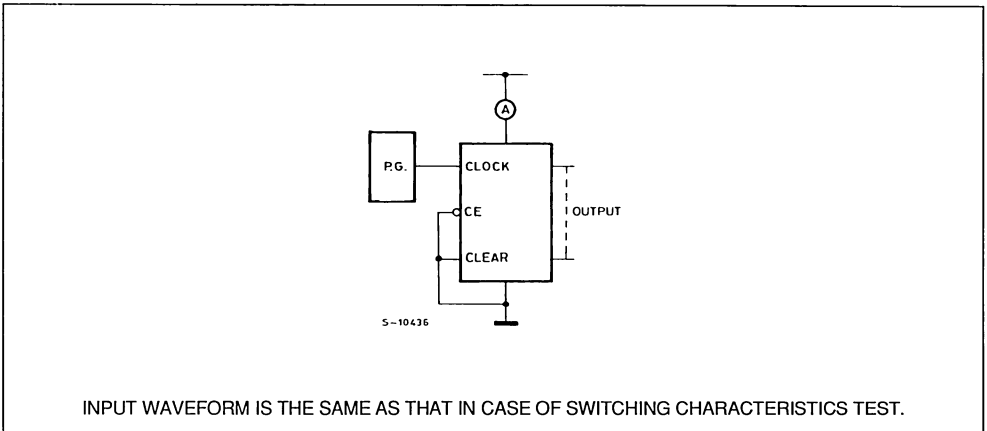 A
P.G.
CLOCK
CE
OUTPUT
CLEAR
S-10436
INPUT WAVEFORM IS THE SAME AS THAT IN CASE OF SWITCHING CHARACTERISTICS TEST.